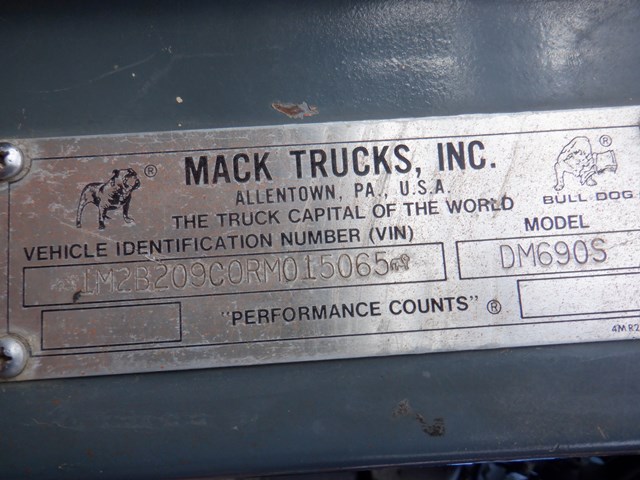 MACK TRUCKS, INC.
ALLENTOWN, PA., U.S.A.
THE TRUCK CAPITAL OF THE WORLD
®
®
BULL DOG
VEHICLE IDENTIFICATION NUMBER (VIN)
MODEL
1M2B209C0RM015065
DM690S
"PERFORMANCE COUNTS" ®